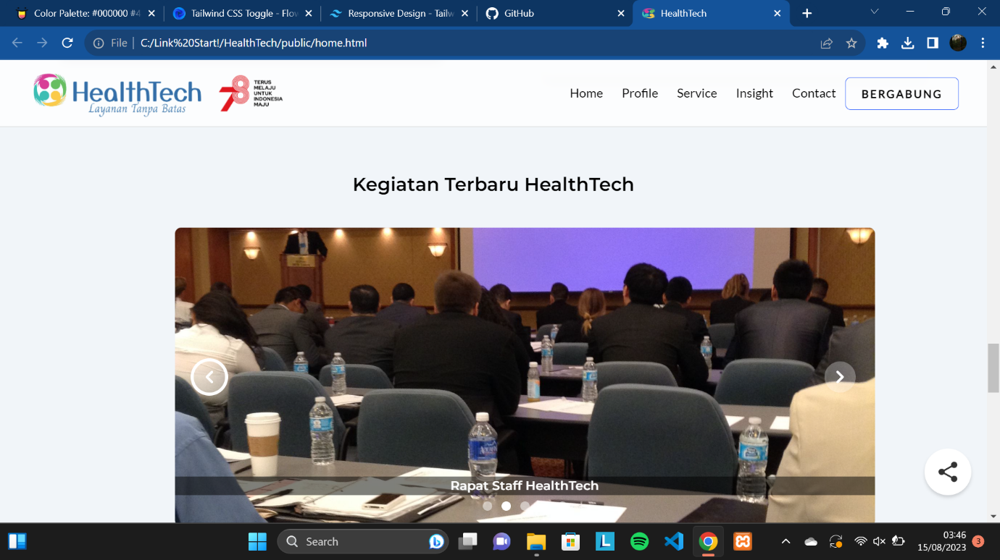 Color Palette: #000000 #4
Tailwind CSS Toggle - Flow
Responsive Design - Tailw
GitHub
HealthTech
File
C:/Link%20Start!/HealthTech/public/home.html
HealthTech
Layanan Tanpa Batas
78
TERUS
MELAJU
UNTUK
INDONESIA
MAJU
Home
Profile
Service
Insight
Contact
BERGABUNG
Kegiatan Terbaru HealthTech
Rapat Staff HealthTech
Search
03:46
15/08/2023
3